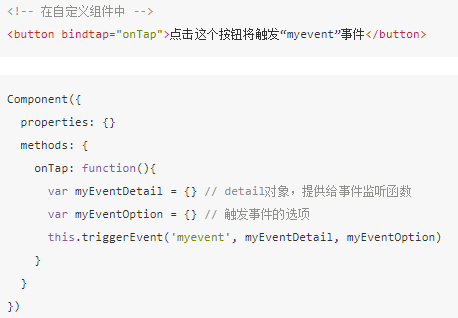 <!-- 在自定义组件中 -->
<button bindtap="onTap">点击这个按钮将触发“myevent”事件</button>
Component({
  properties: {}
  methods: {
    onTap: function(){
      var myEventDetail = {} // detail对象，提供给事件监听函数
      var myEventOption = {} // 触发事件的选项
      this.triggerEvent('myevent', myEventDetail, myEventOption)
    }
  }
})